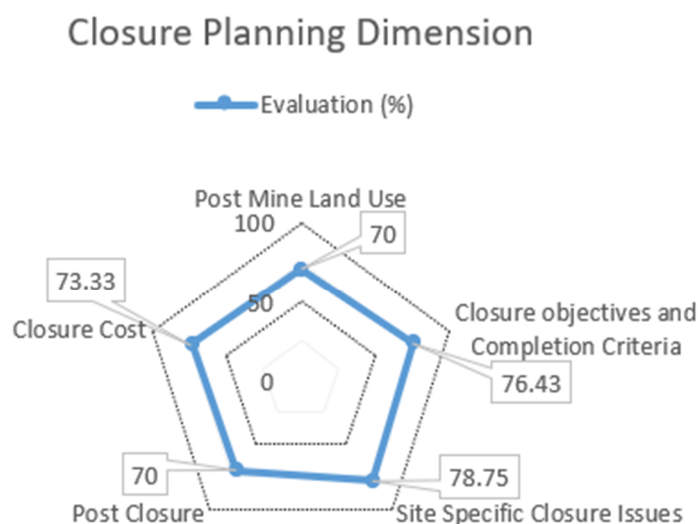 Closure Planning Dimension
Evaluation (%)
Post Mine Land Use
100
70
73.33
50
Closure Cost
Closure objectives and
Completion Criteria
0
76.43
70
78.75
Post Closure
Site Specific Closure Issues